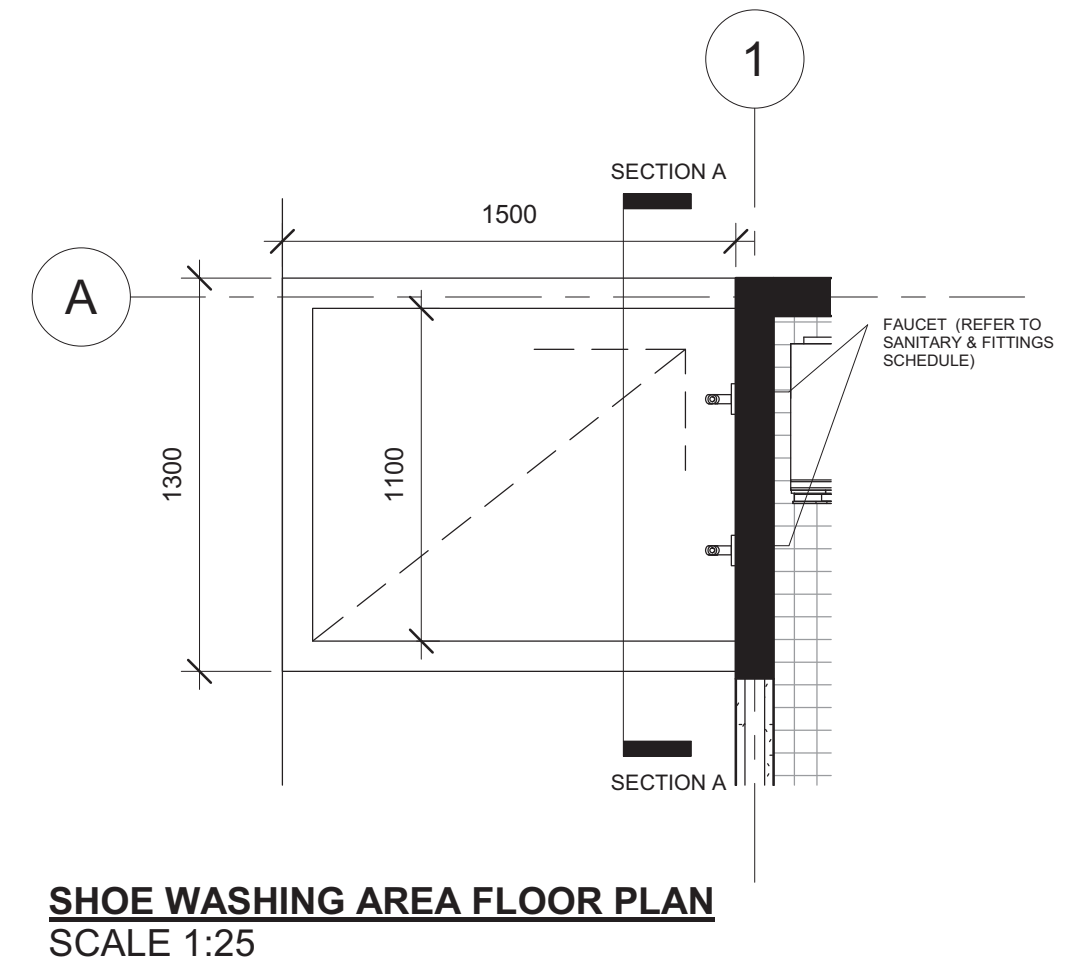 1
SECTION A
1500
A
FAUCET (REFER TO
SANITARY & FITTINGS
SCHEDULE)
1300
1100
SECTION A
SHOE WASHING AREA FLOOR PLAN
SCALE 1:25